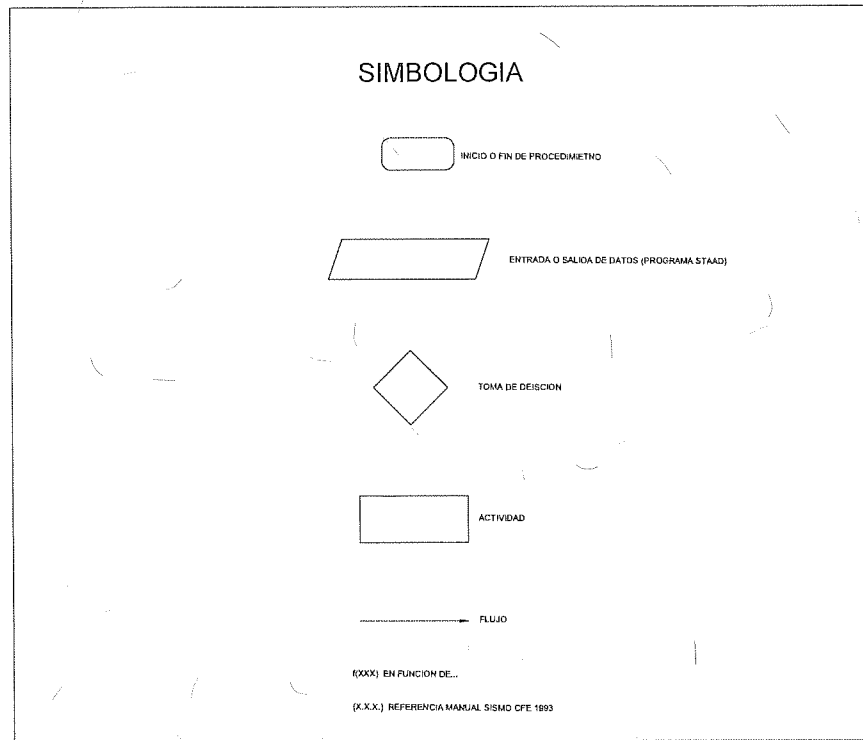 SIMBOLOGIA
INICIO O FIN DE PROCEDIMIETNO
ENTRADA O SALIDA DE DATOS (PROGRAMA STAAD)
TOMA DE DEISCION
ACTIVIDAD
FLUJO
f(XXX) EN FUNCION DE...
(X.X.X.) REFERENCIA MANUAL SISMO CFE 1993